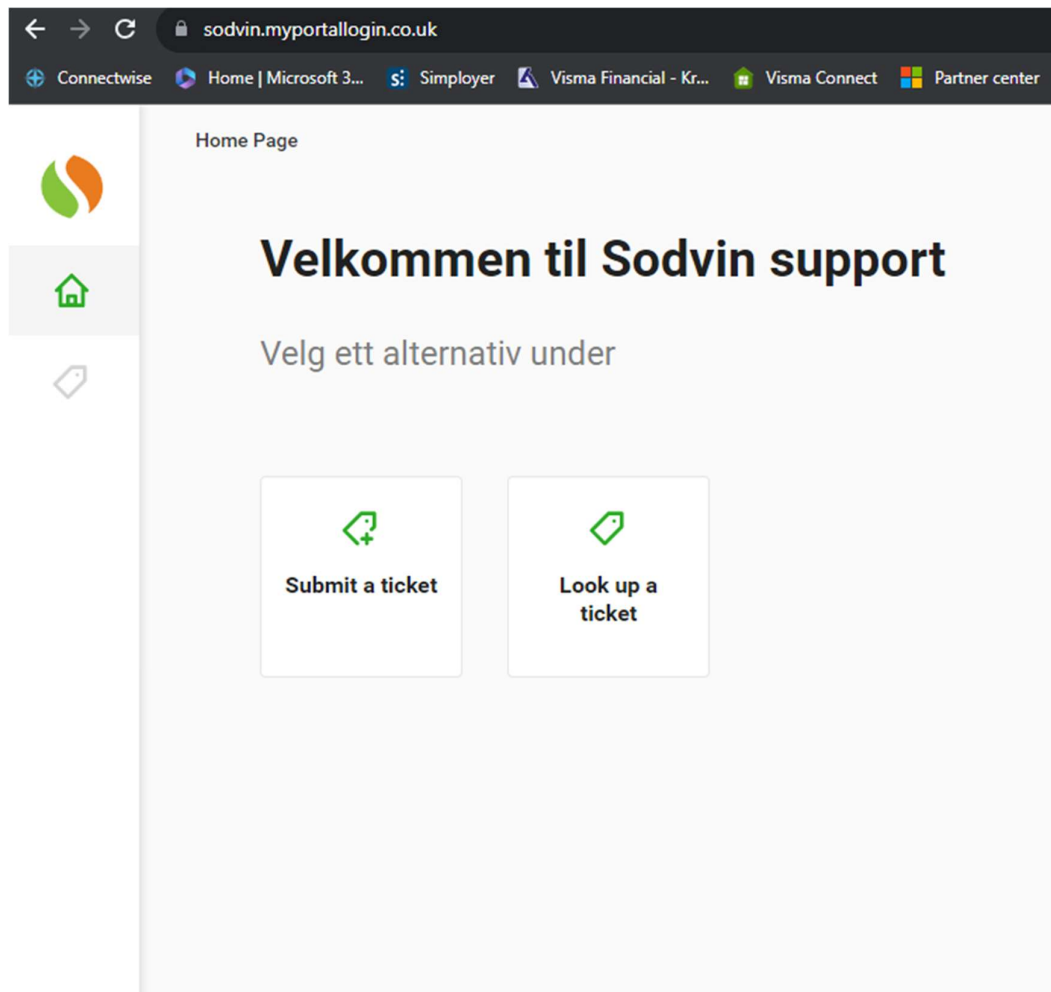 sodvin.myportallogin.co.uk
Connectwise Home | Microsoft 3... s: Simployer Visma Financial - Kr... Visma Connect Partner center
Home Page
Velkommen til Sodvin support
Velg ett alternativ under
Submit a ticket
Look up a
ticket